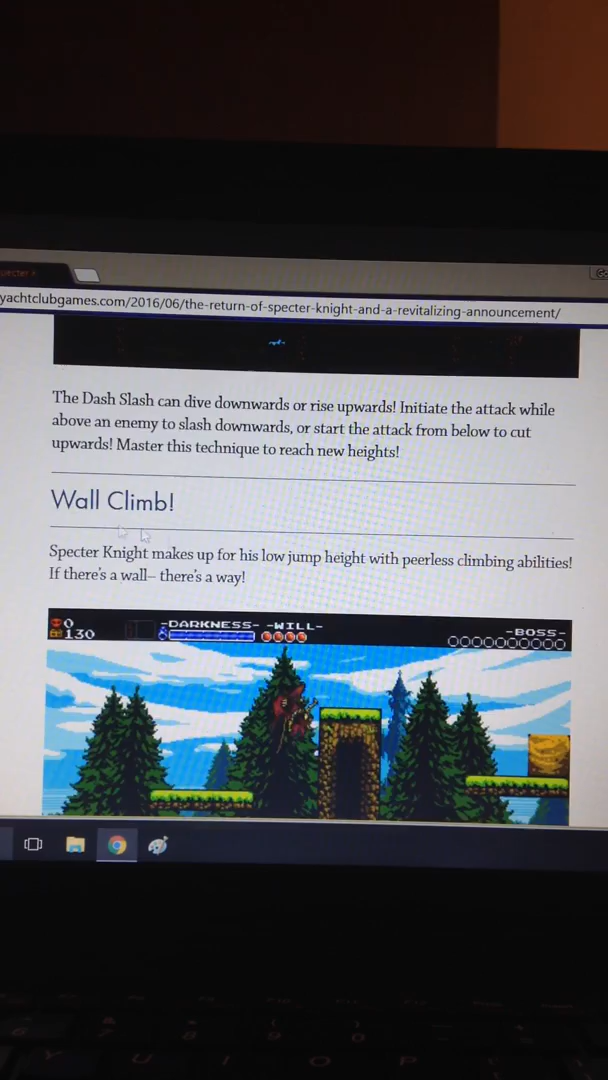 yachtclubgames.com/2016/06/the-return-of-specter-knight-and-a-revitalizing-announcement/
The Dash Slash can dive downwards or rise upwards! Initiate the attack while
above an enemy to slash downwards, or start the attack from below to cut
upwards! Master this technique to reach new heights!
Wall Climb!
Specter Knight makes up for his low jump height with peerless climbing abilities!
If there's a wall– there's a way!
0 -DARKNESS- -WILL- -BOSS-
130